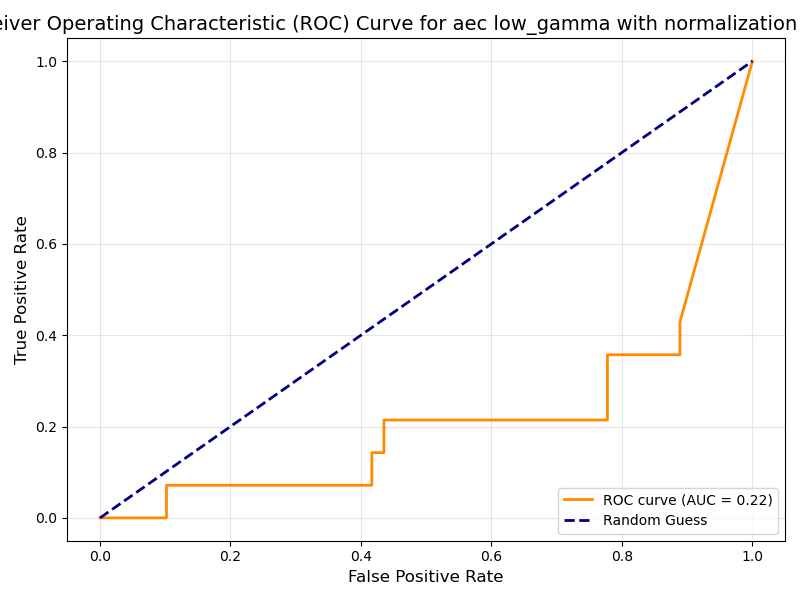 eiver Operating Characteristic (ROC) Curve for aec low_gamma with normalization
True Positive Rate
1.0
0.8
0.6
0.4
0.2
0.0
0.0 0.2 0.4 0.6 0.8 1.0
False Positive Rate
ROC curve (AUC = 0.22)
Random Guess